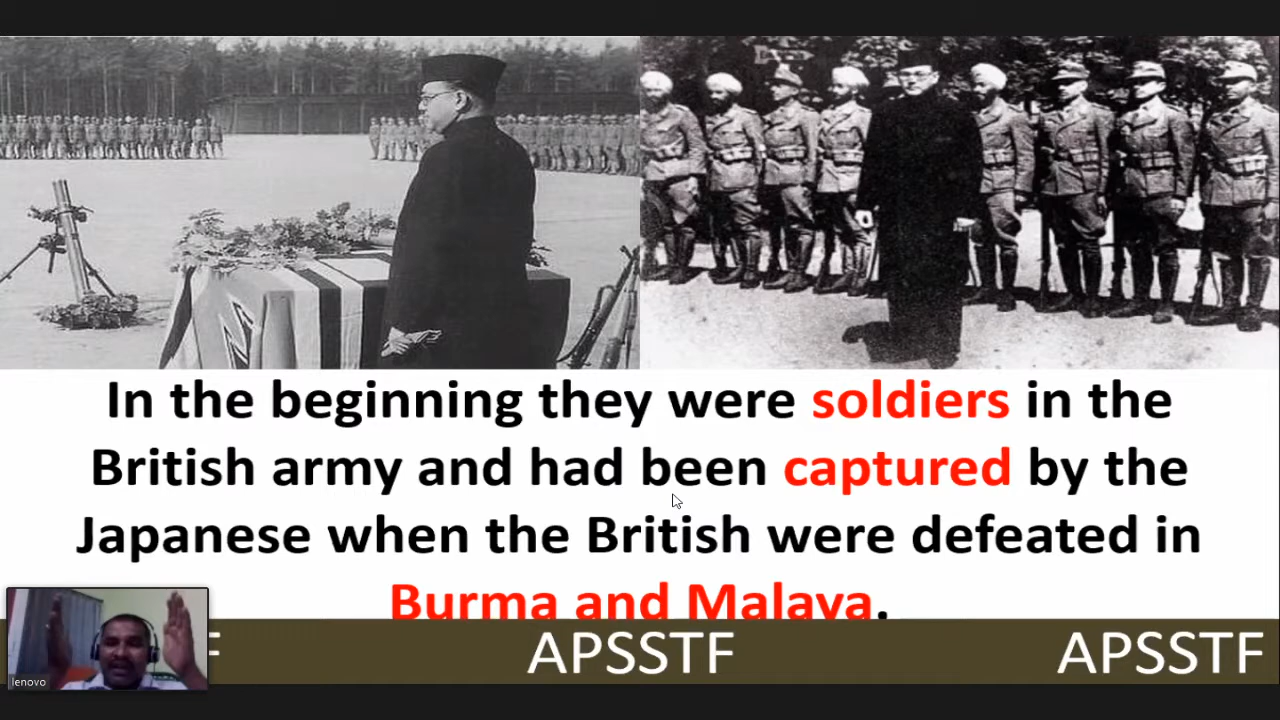 In the beginning they were soldiers in the
British army and had been captured by the
Japanese when the British were defeated in
Burma and Malaya.
F APSSTF APSSTF
lenovo